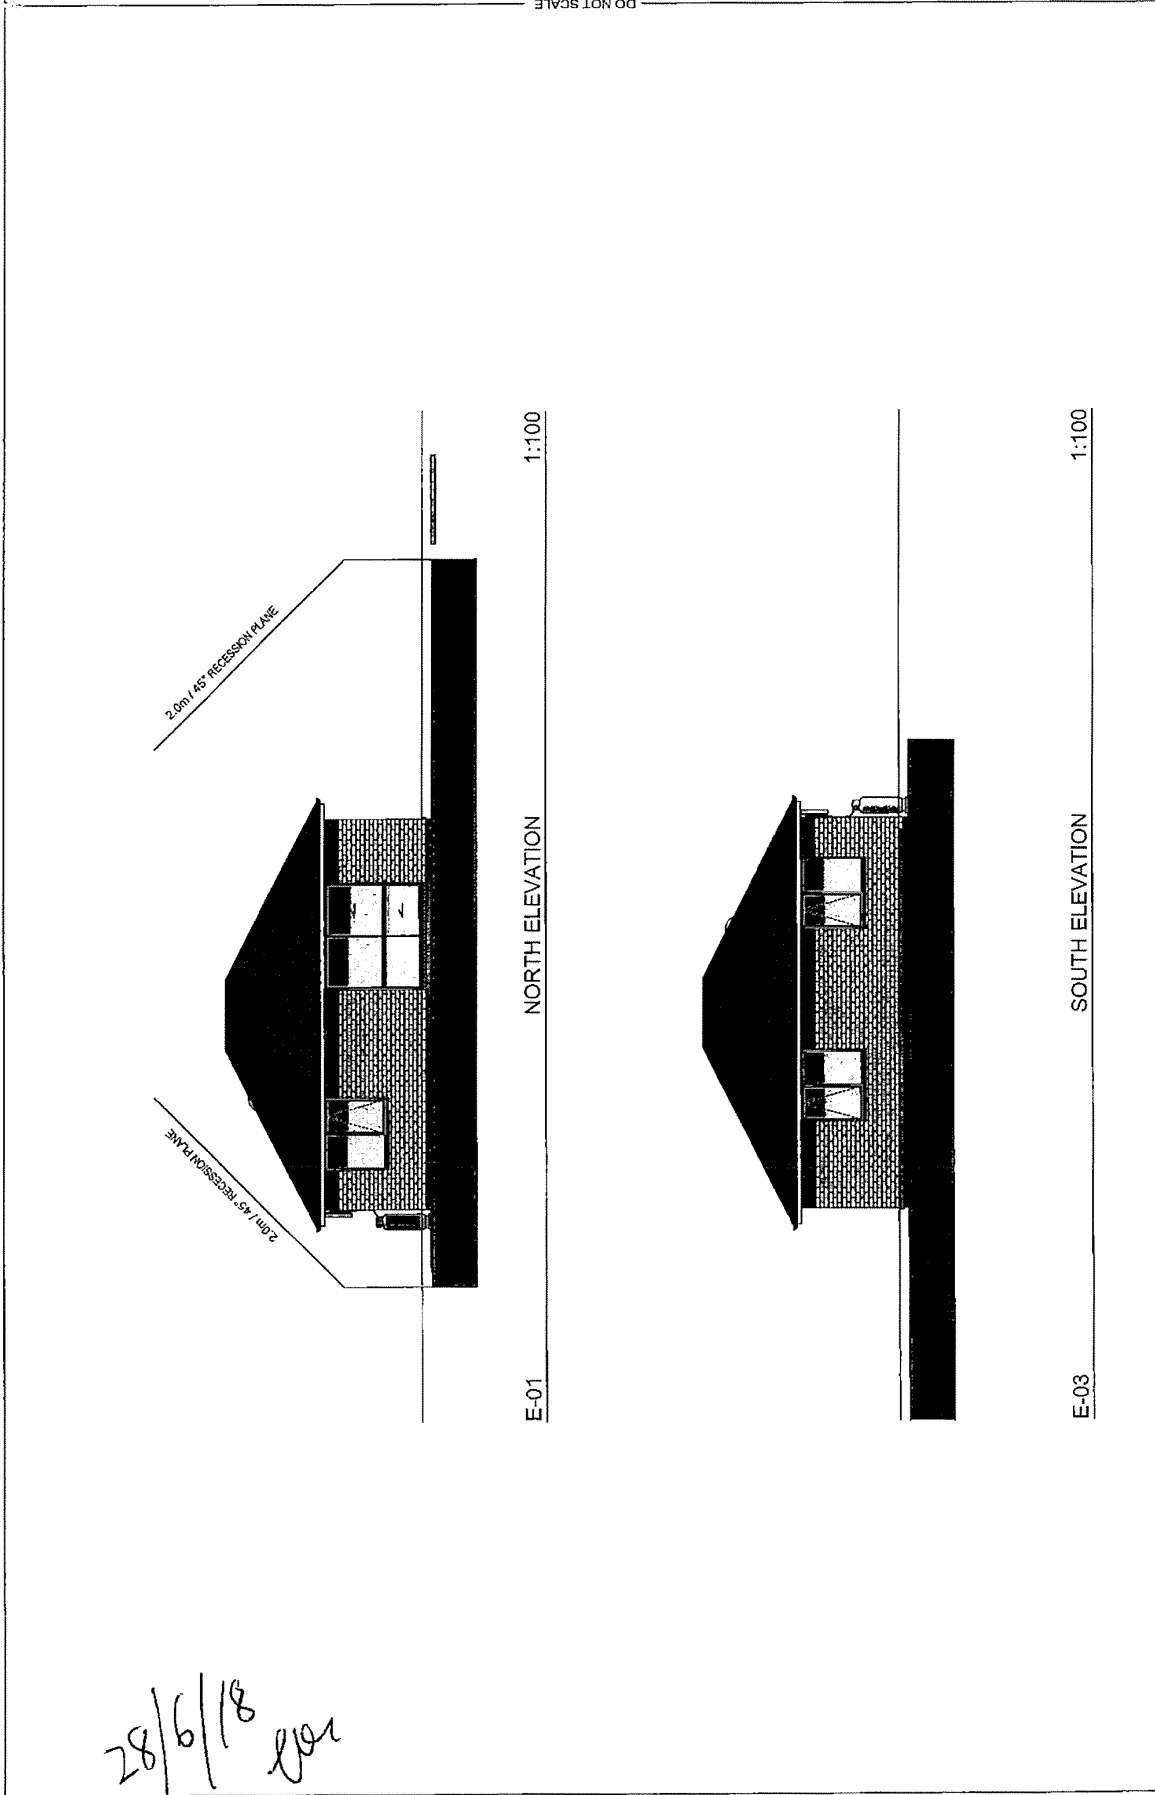 28/6/18
2.0m / 45° RECESSION PLANE
2.0m / 45° RECESSION PLANE
E-01 NORTH ELEVATION 1:100
E-03 SOUTH ELEVATION 1:100
DO NOT SCALE